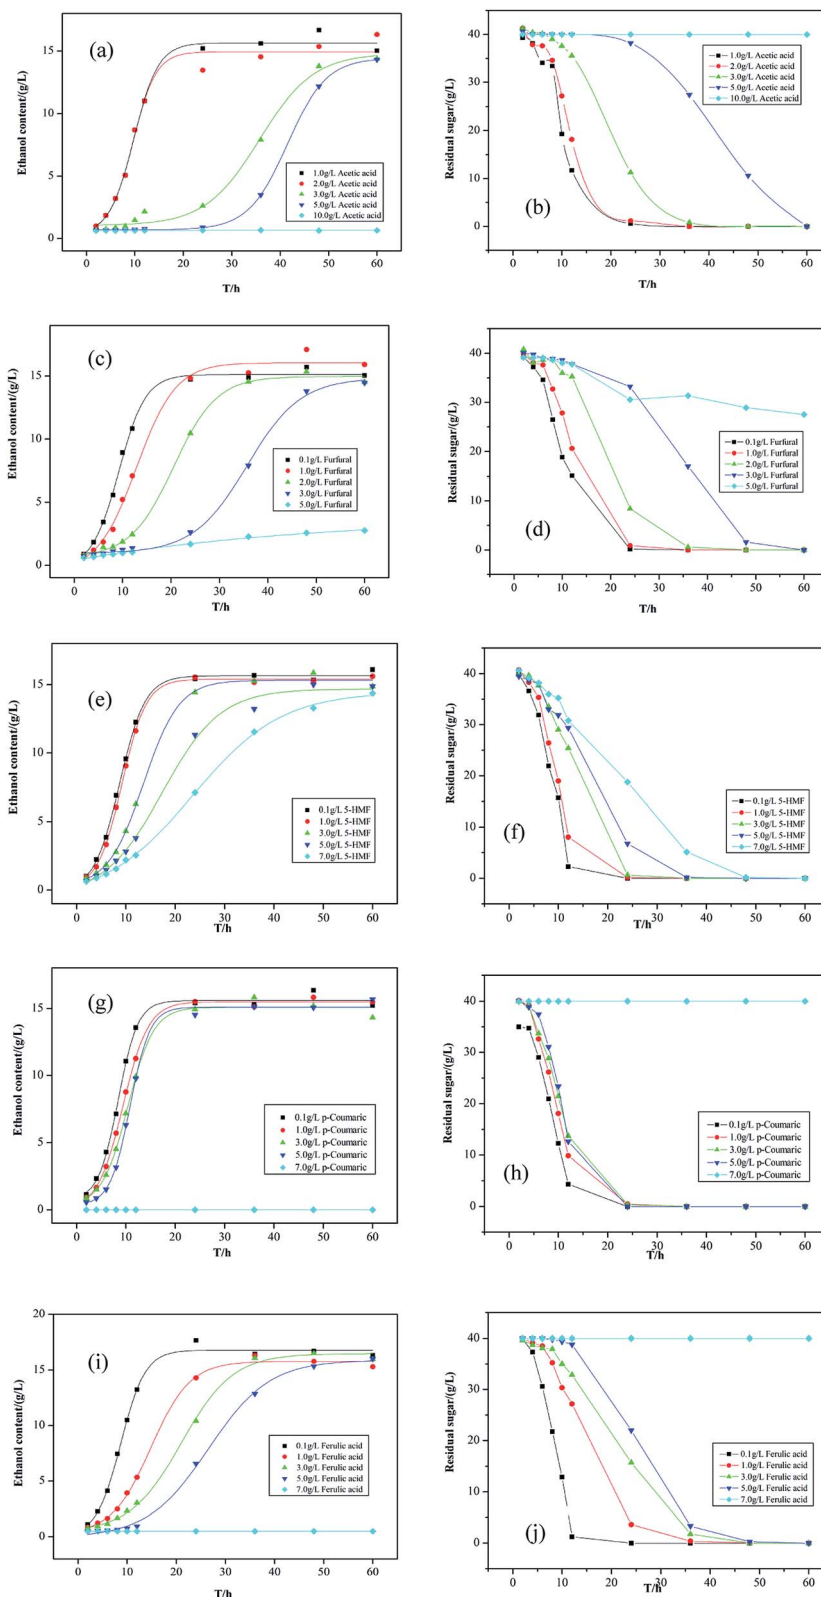 (a)
Ethanol content/(g/L)
15
10
5
0
1.0g/L Acetic acid
2.0g/L Acetic acid
3.0g/L Acetic acid
5.0g/L Acetic acid
10.0g/L Acetic acid
0 10 20 30 40 50 60
T/h
(b)
Residual sugar/(g/L)
40
30
20
10
0
1.0g/L Acetic acid
2.0g/L Acetic acid
3.0g/L Acetic acid
5.0g/L Acetic acid
10.0g/L Acetic acid
0 10 20 30 40 50 60
T/h
(c)
Ethanol content/(g/L)
15
10
5
0
0.1g/L Furfural
1.0g/L Furfural
2.0g/L Furfural
3.0g/L Furfural
5.0g/L Furfural
0 10 20 30 40 50 60
T/h
(d)
Residual sugar/(g/L)
40
30
20
10
0
0.1g/L Furfural
1.0g/L Furfural
2.0g/L Furfural
3.0g/L Furfural
5.0g/L Furfural
0 10 20 30 40 50 60
T/h
(e)
Ethanol content/(g/L)
15
10
5
0
0.1g/L 5-HMF
1.0g/L 5-HMF
3.0g/L 5-HMF
5.0g/L 5-HMF
7.0g/L 5-HMF
0 10 20 30 40 50 60
T/h
(f)
Residual sugar/(g/L)
40
30
20
10
0
0.1g/L 5-HMF
1.0g/L 5-HMF
3.0g/L 5-HMF
5.0g/L 5-HMF
7.0g/L 5-HMF
0 10 20 30 40 50 60
T/h
(g)
Ethanol content/(g/L)
15
10
5
0
0.1g/L p-Coumaric
1.0g/L p-Coumaric
3.0g/L p-Coumaric
5.0g/L p-Coumaric
7.0g/L p-Coumaric
0 10 20 30 40 50 60
T/h
(h)
Residual sugar/(g/L)
40
30
20
10
0
0.1g/L p-Coumaric
1.0g/L p-Coumaric
3.0g/L p-Coumaric
5.0g/L p-Coumaric
7.0g/L p-Coumaric
0 10 20 30 40 50 60
T/h
(i)
Ethanol content/(g/L)
20
15
10
5
0
0.1g/L Ferulic acid
1.0g/L Ferulic acid
3.0g/L Ferulic acid
5.0g/L Ferulic acid
7.0g/L Ferulic acid
0 10 20 30 40 50 60
T/h
(j)
Residual sugar/(g/L)
40
30
20
10
0
0.1g/L Ferulic acid
1.0g/L Ferulic acid
3.0g/L Ferulic acid
5.0g/L Ferulic acid
7.0g/L Ferulic acid
0 10 20 30 40 50 60
T/h